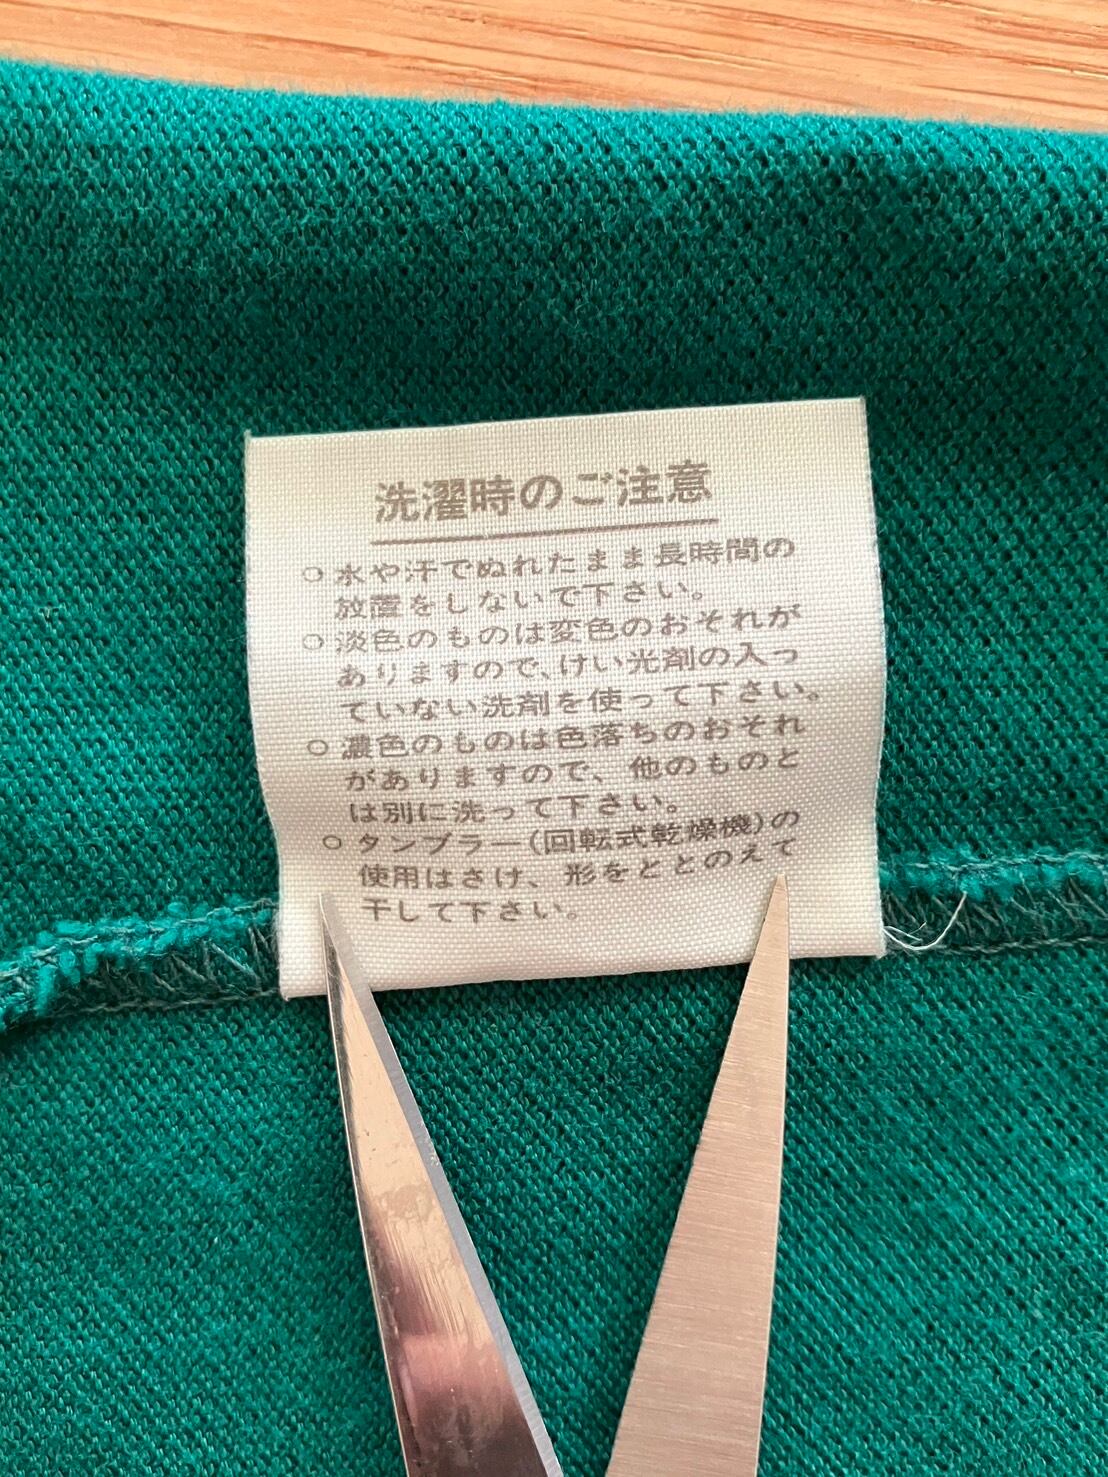 洗濯時のご注意
○水や汗でぬれたまま長時間の
放置をしないで下さい。
○淡色のものは変色のおそれが
ありますので、けい光剤の入っ
ていない洗剤を使って下さい。
○濃色のものは色落ちのおそれ
がありますので、他のものと
は別に洗って下さい。
○タンブラー(回転式乾燥機)の
使用はさけ、形をととのえて
干して下さい。